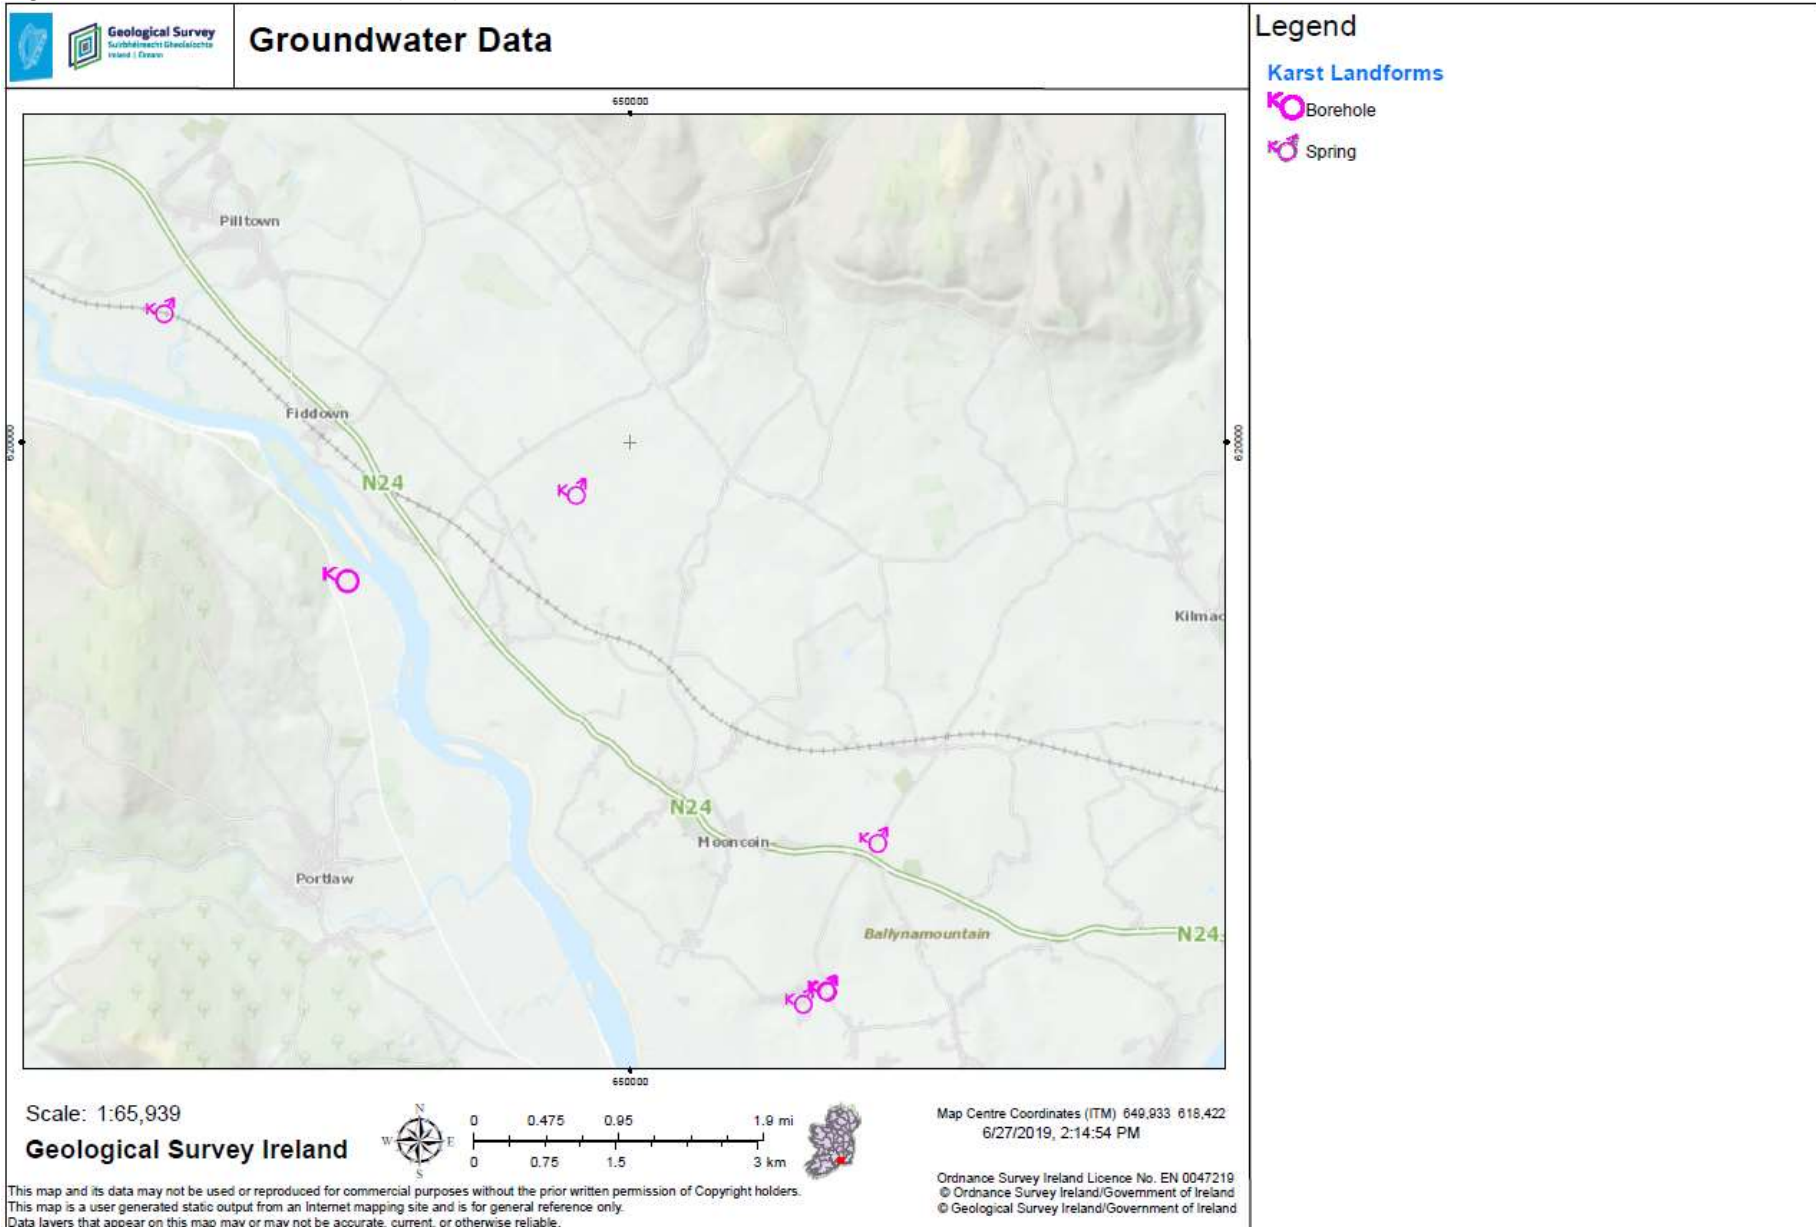 Geological Survey
Suirbhéireacht Gheolaíochta
Ireland | Éireann
Groundwater Data
Legend
Karst Landforms
K Borehole
K Spring
650000
Pilltown
K
Fiddown
620000
620000
N24
K
K
Kilmac
N24
Mooncoin
K
Portlaw
Ballynamountain
N24
K
K
650000
Scale: 1:65,939
Geological Survey Ireland
N
W E
S
0 0.475 0.95 1.9 mi
0 0.75 1.5 3 km
Map Centre Coordinates (ITM) 649,933 618,422
6/27/2019, 2:14:54 PM
Ordnance Survey Ireland Licence No. EN 0047219
© Ordnance Survey Ireland/Government of Ireland
© Geological Survey Ireland/Government of Ireland
This map and its data may not be used or reproduced for commercial purposes without the prior written permission of Copyright holders.
This map is a user generated static output from an Internet mapping site and is for general reference only.
Data layers that appear on this map may or may not be accurate, current, or otherwise reliable.